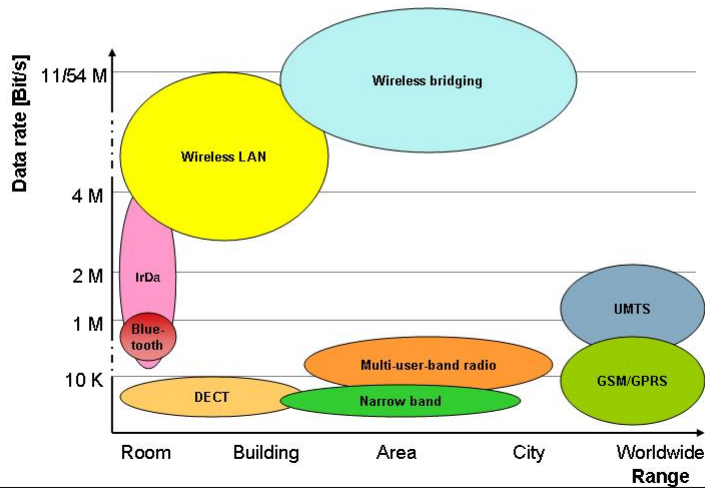 Data rate [Bit/s]
11/54 M
4 M
2 M
1 M
10 K
Wireless bridging
Wireless LAN
IrDa
UMTS
Blue-
tooth
Multi-user-band radio
GSM/GPRS
DECT
Narrow band
Room
Building
Area
City
Worldwide
Range